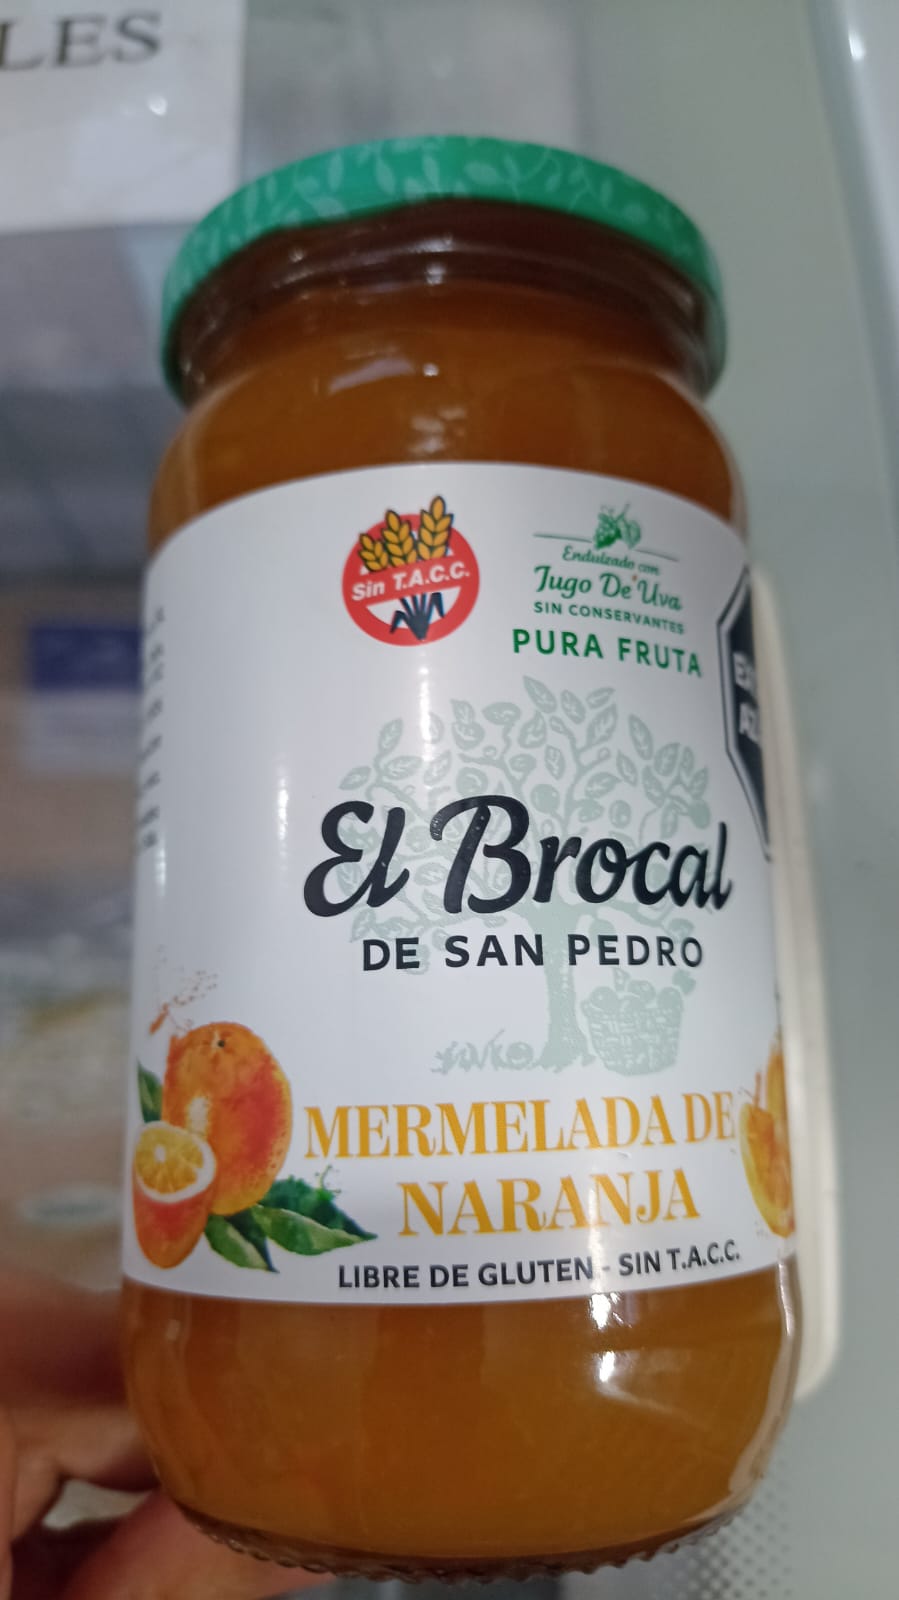 LES
Sin T.A.C.C.
Endulzado con
Jugo De Uva
SIN CONSERVANTES
PURA FRUTA
El Brocal
DE SAN PEDRO
MERMELADA DE
NARANJA
LIBRE DE GLUTEN - SIN T.A.C.C.